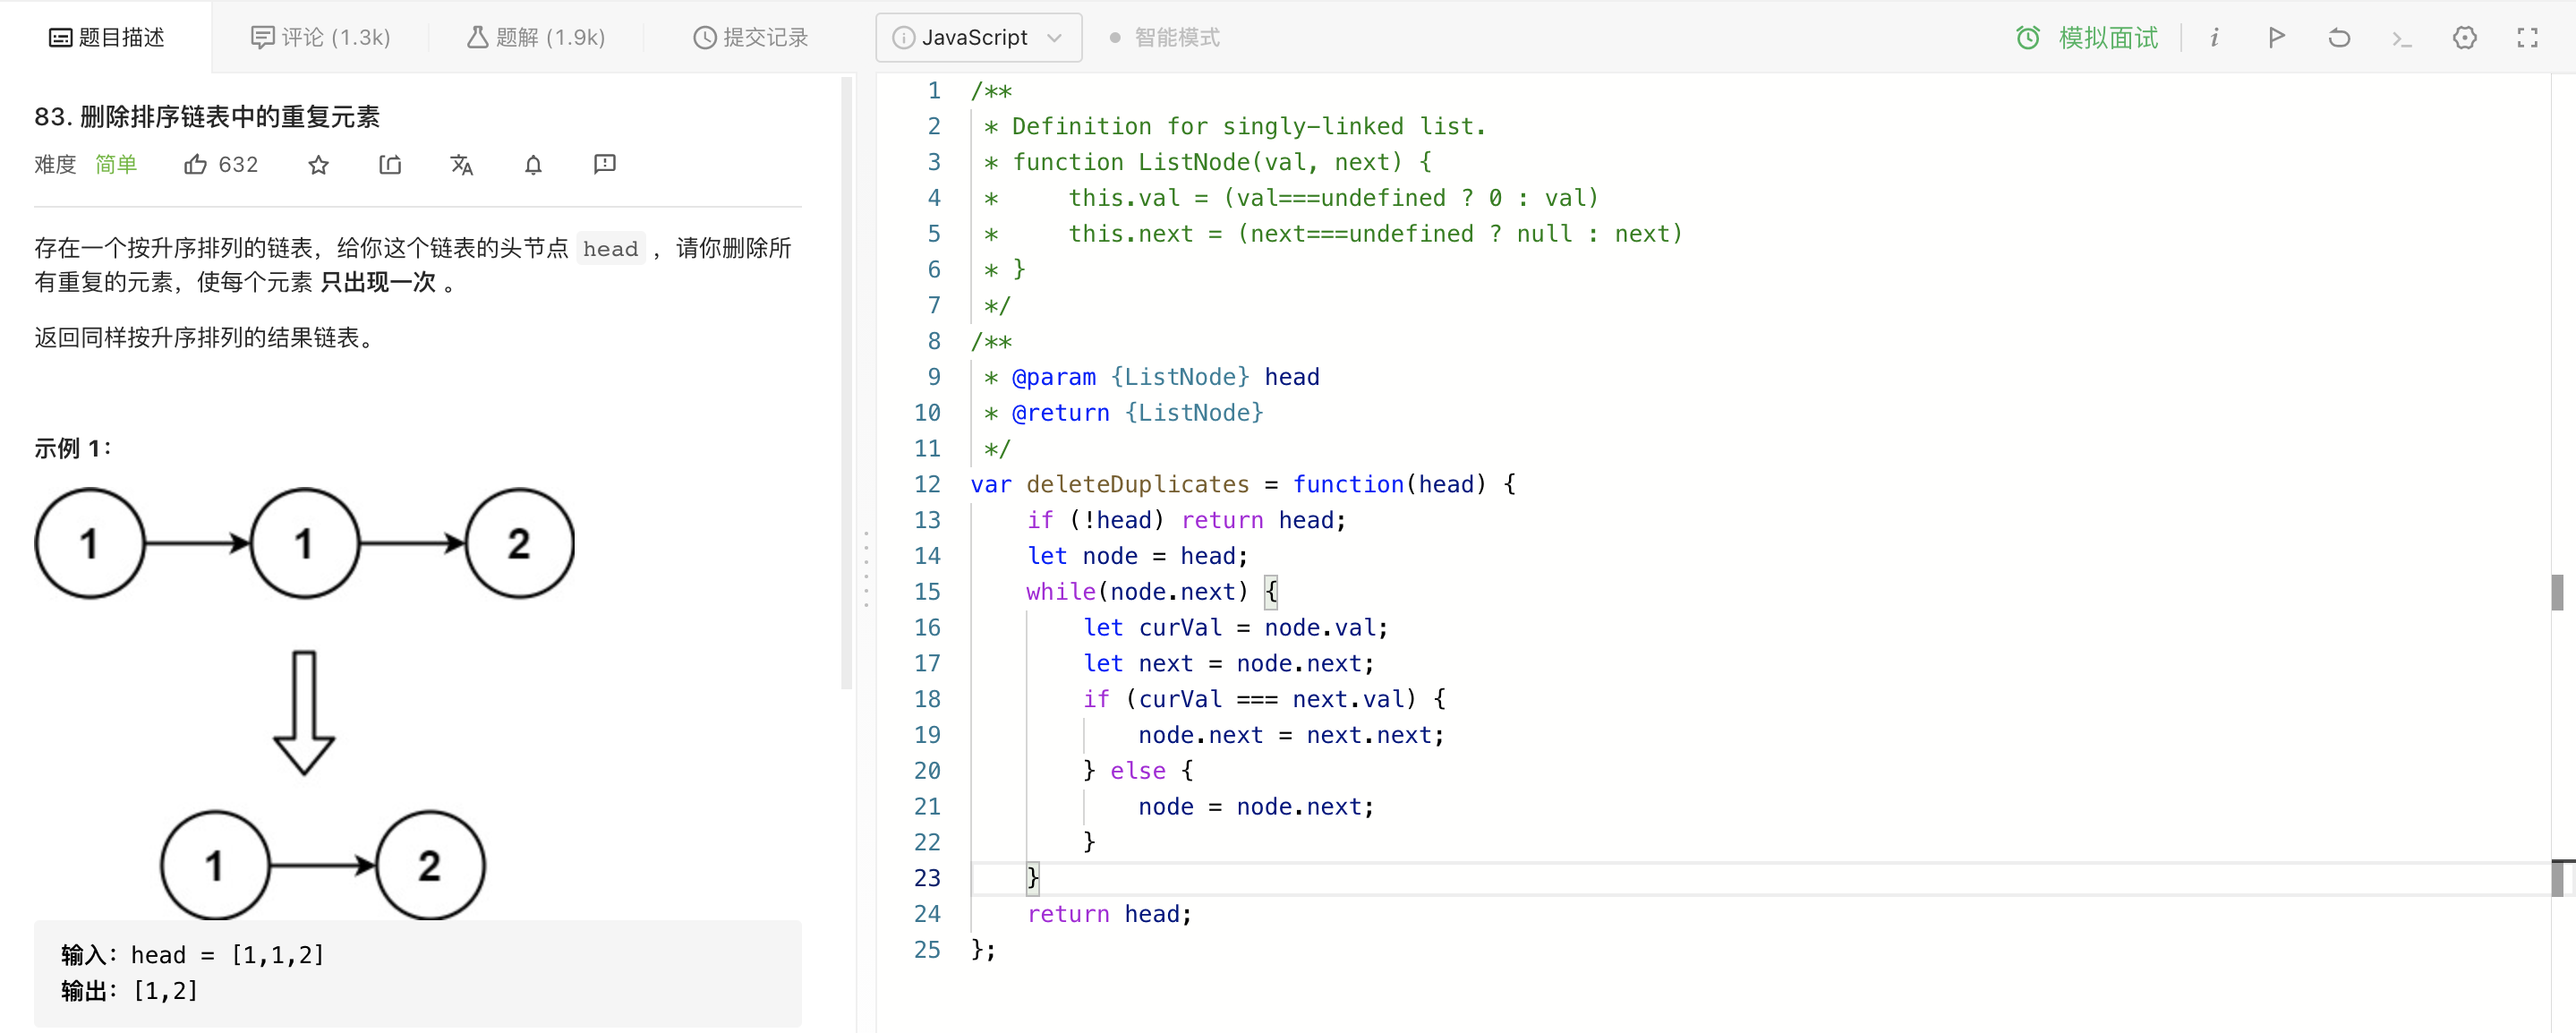 题目描述
评论 (1.3k)
题解 (1.9k)
提交记录
JavaScript
智能模式
模拟面试
83. 删除排序链表中的重复元素
难度 简单 632
存在一个按升序排列的链表，给你这个链表的头节点 head ，请你删除所
有重复的元素，使每个元素 只出现一次 。
返回同样按升序排列的结果链表。
示例 1：
1 1 2
1 2
输入：head = [1,1,2]
输出：[1,2]
1 /**
2  * Definition for singly-linked list.
3  * function ListNode(val, next) {
4  *     this.val = (val===undefined ? 0 : val)
5  *     this.next = (next===undefined ? null : next)
6  * }
7  */
8 /**
9  * @param {ListNode} head
10  * @return {ListNode}
11  */
12 var deleteDuplicates = function(head) {
13     if (!head) return head;
14     let node = head;
15     while(node.next) {
16         let curVal = node.val;
17         let next = node.next;
18         if (curVal === next.val) {
19             node.next = next.next;
20         } else {
21             node = node.next;
22         }
23     }
24     return head;
25 };